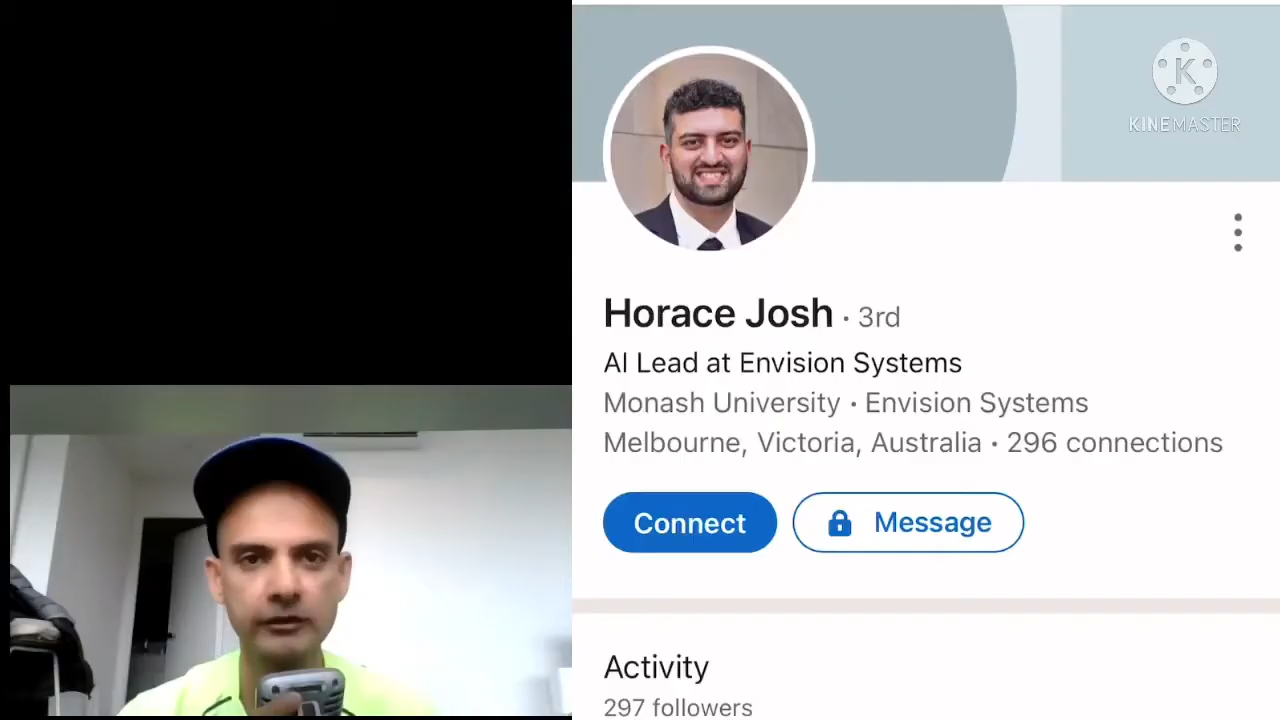 K
KINEMASTER
Horace Josh · 3rd
AI Lead at Envision Systems
Monash University · Envision Systems
Melbourne, Victoria, Australia · 296 connections
Connect
Message
Activity
297 followers